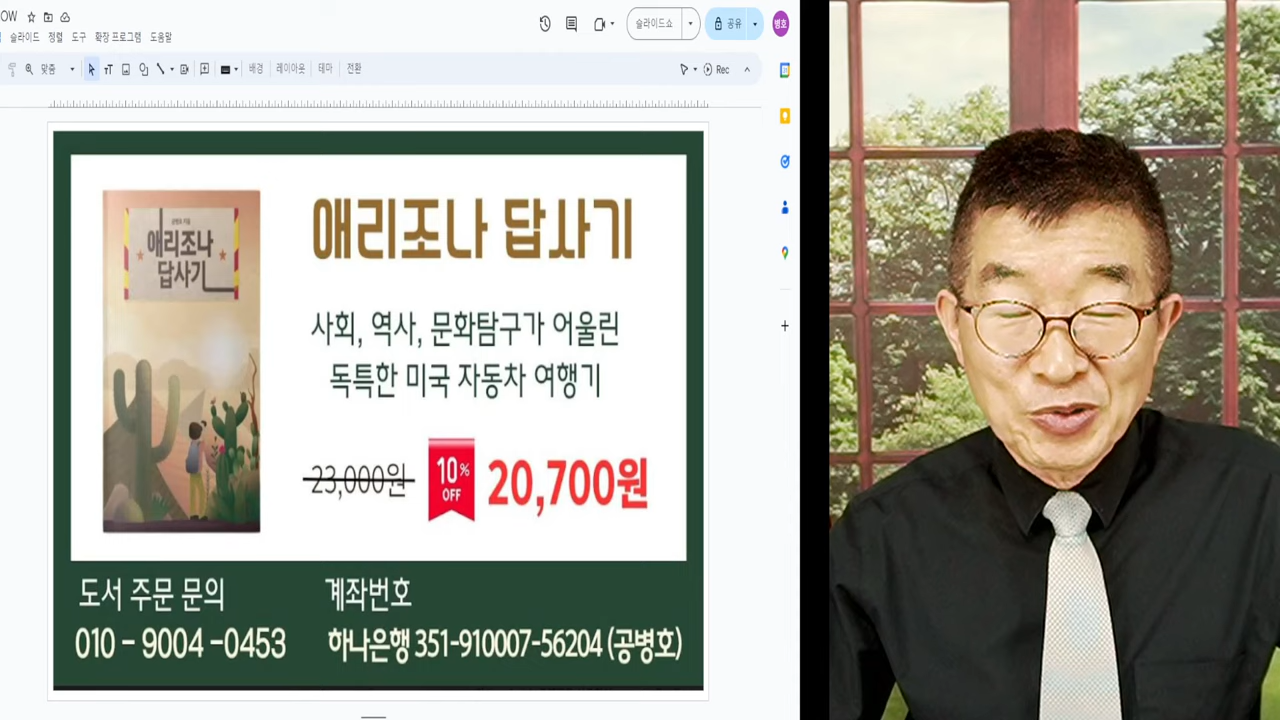 OW
슬라이드 정렬 도구 확장 프로그램 도움말
슬라이드쇼
공유
병호
맞춤
배경 레이아웃 테마 전환
Rec
애리조나
답사기
애리조나 답사기
사회, 역사, 문화탐구가 어울린
독특한 미국 자동차 여행기
23,000원
10%
OFF
20,700원
도서 주문 문의
계좌번호
010 - 9004 -0453
하나은행 351-910007-56204 (공병호)